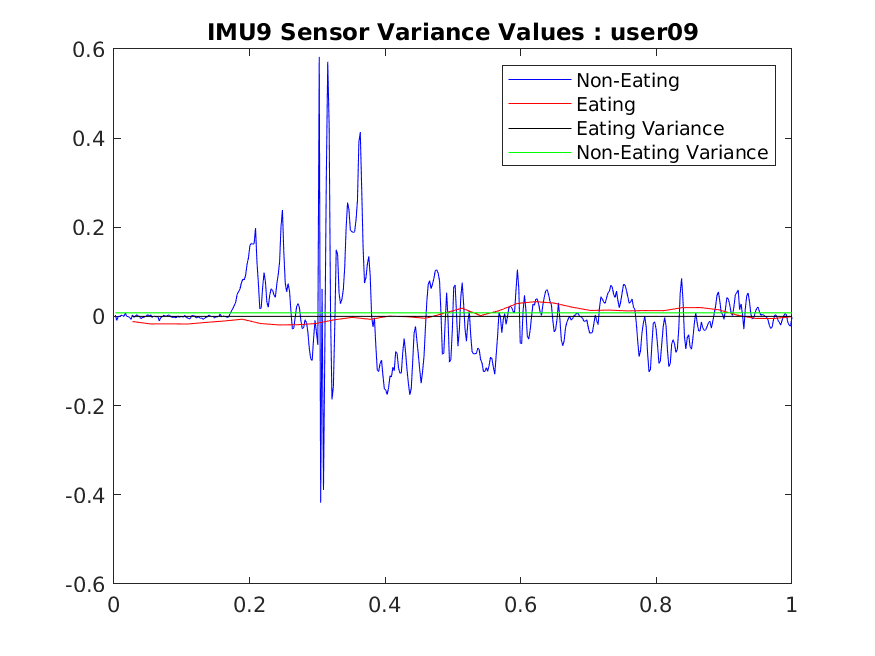 IMU9 Sensor Variance Values : user09
0.6
0.4
0.2
0
-0.2
-0.4
-0.6
0 0.2 0.4 0.6 0.8 1
Non-Eating
Eating
Eating Variance
Non-Eating Variance